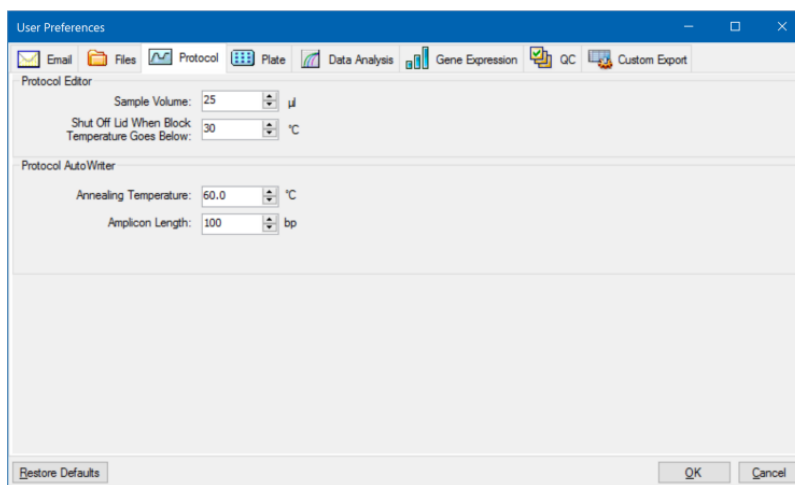 User Preferences
Email Files Protocol Plate Data Analysis Gene Expression QC Custom Export
Protocol Editor
Sample Volume: 25 µl
Shut Off Lid When Block
Temperature Goes Below: 30 °C
Protocol AutoWriter
Annealing Temperature: 60.0 °C
Amplicon Length: 100 bp
Restore Defaults OK Cancel